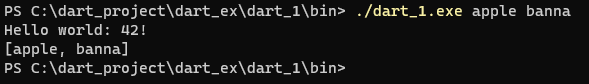 PS C:\dart_project\dart_ex\dart_1\bin> ./dart_1.exe apple banna
Hello world: 42!
[apple, banna]
PS C:\dart_project\dart_ex\dart_1\bin>